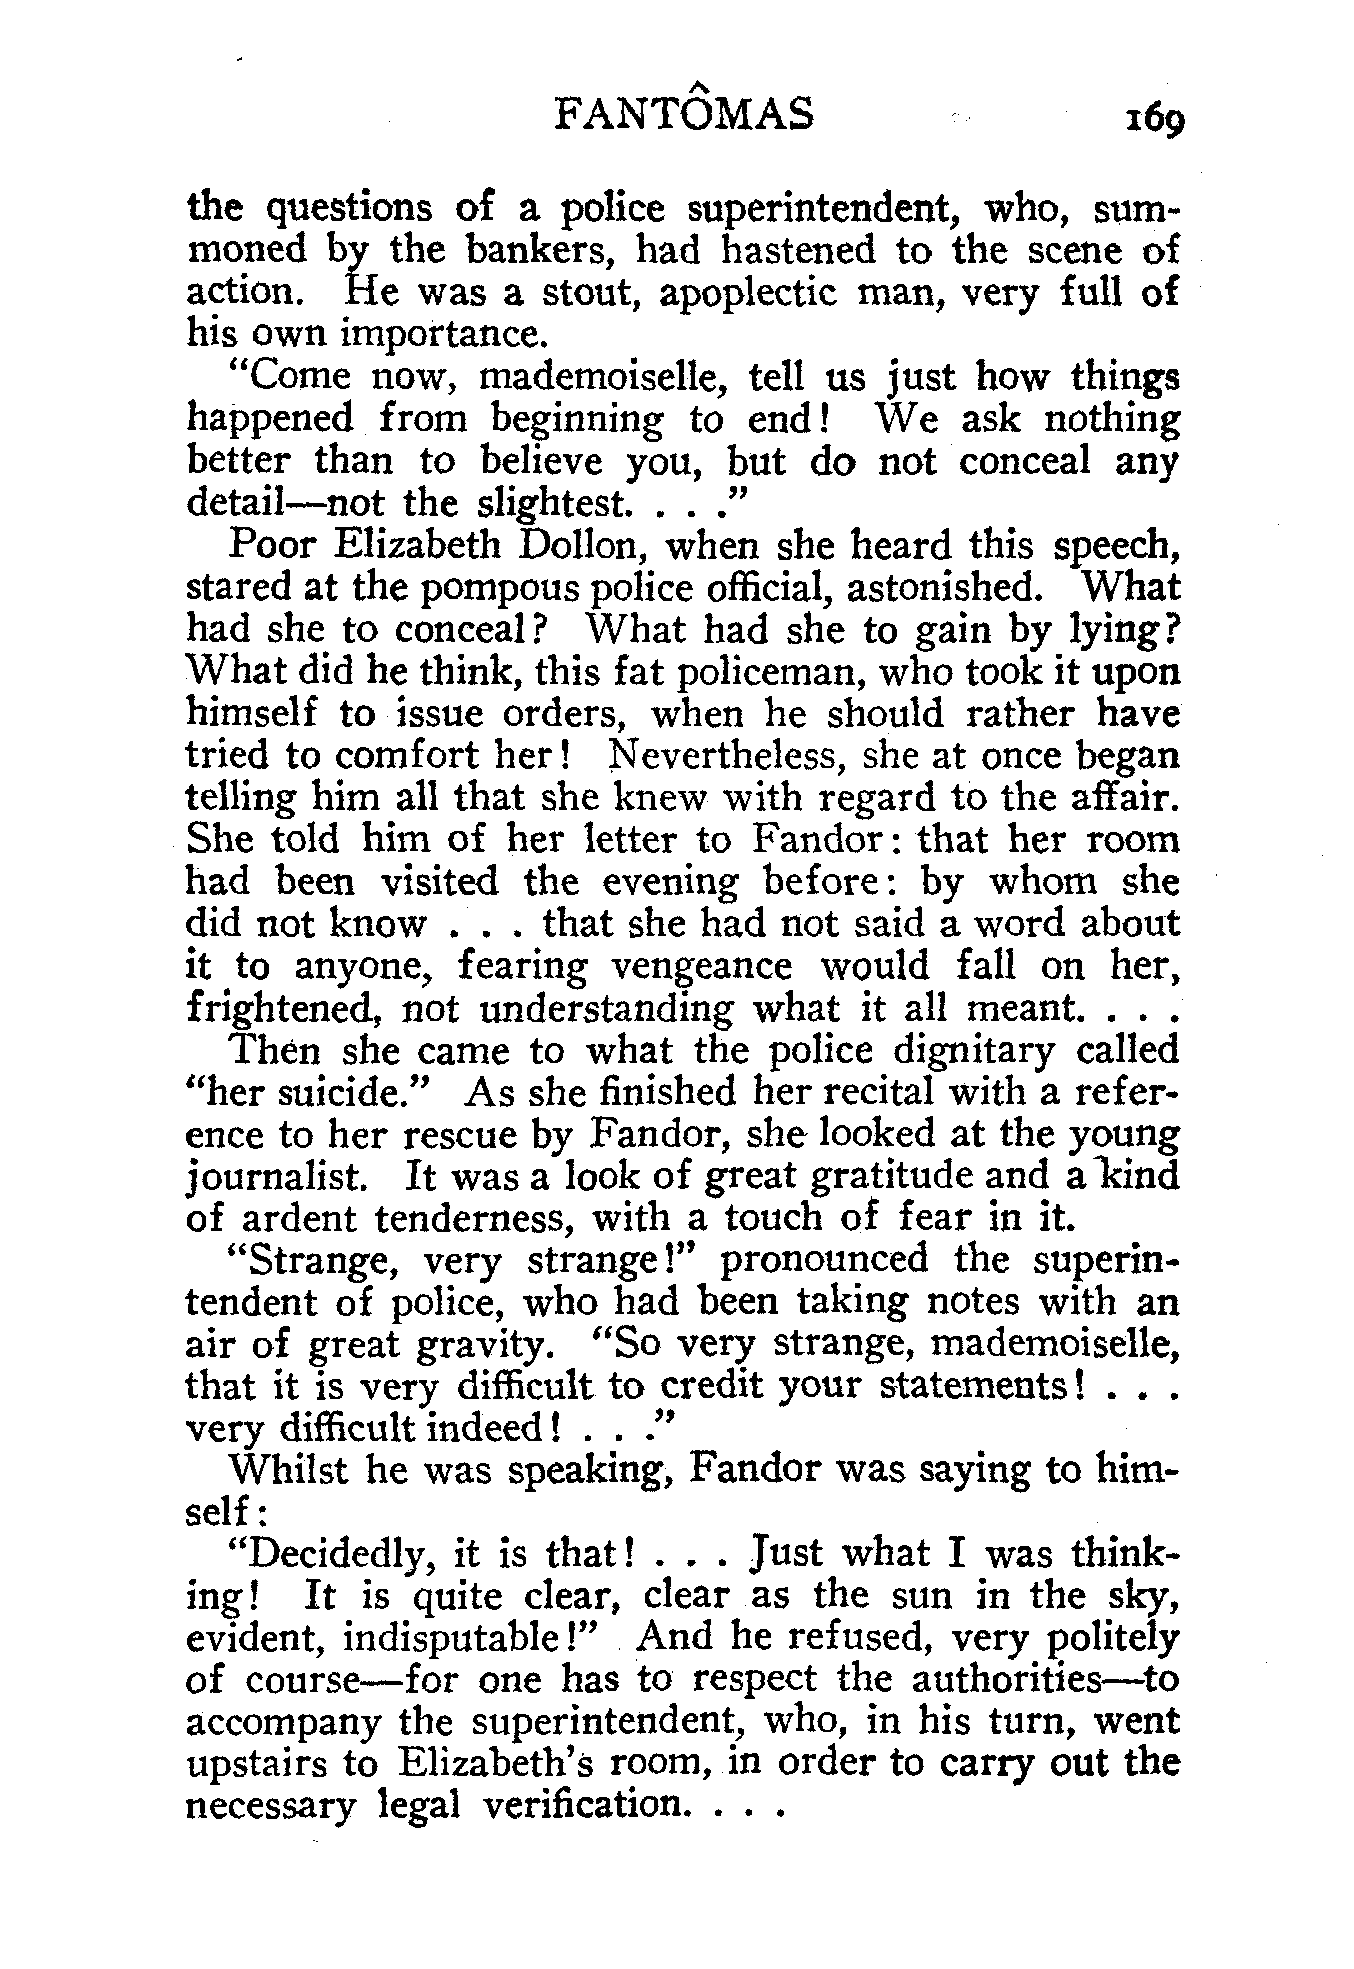 FANTÔMAS 169
the questions of a police superintendent, who, sum-
moned by the bankers, had hastened to the scene of
action. He was a stout, apoplectic man, very full of
his own importance.
“Come now, mademoiselle, tell us just how things
happened from beginning to end! We ask nothing
better than to believe you, but do not conceal any
detail—not the slightest. . . .”
Poor Elizabeth Dollon, when she heard this speech,
stared at the pompous police official, astonished. What
had she to conceal? What had she to gain by lying?
What did he think, this fat policeman, who took it upon
himself to issue orders, when he should rather have
tried to comfort her! Nevertheless, she at once began
telling him all that she knew with regard to the affair.
She told him of her letter to Fandor: that her room
had been visited the evening before: by whom she
did not know . . . that she had not said a word about
it to anyone, fearing vengeance would fall on her,
frightened, not understanding what it all meant. . . .
Then she came to what the police dignitary called
“her suicide.” As she finished her recital with a refer-
ence to her rescue by Fandor, she looked at the young
journalist. It was a look of great gratitude and a kind
of ardent tenderness, with a touch of fear in it.
“Strange, very strange!” pronounced the superin-
tendent of police, who had been taking notes with an
air of great gravity. “So very strange, mademoiselle,
that it is very difficult to credit your statements! . . .
very difficult indeed! . . .”
Whilst he was speaking, Fandor was saying to him-
self:
“Decidedly, it is that! . . . Just what I was think-
ing! It is quite clear, clear as the sun in the sky,
evident, indisputable!” And he refused, very politely
of course—for one has to respect the authorities—to
accompany the superintendent, who, in his turn, went
upstairs to Elizabeth’s room, in order to carry out the
necessary legal verification. . . .